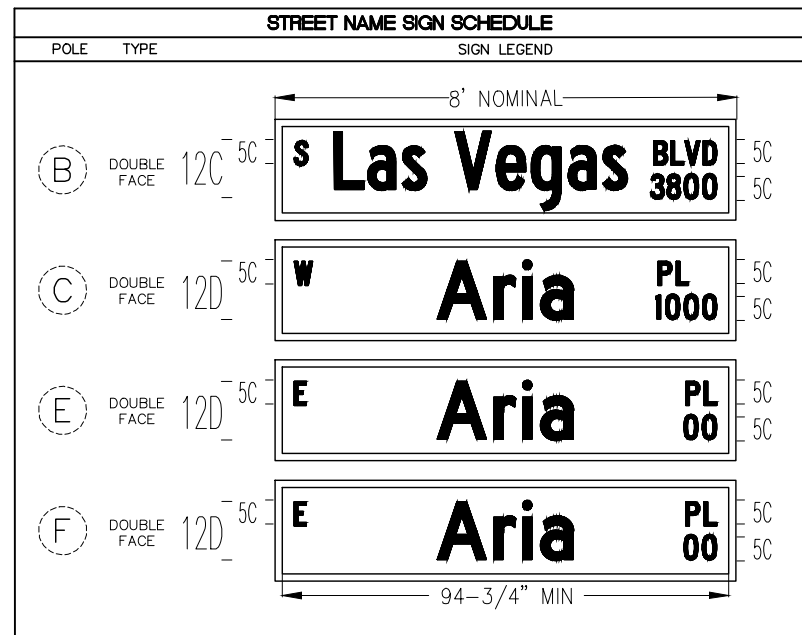 STREET NAME SIGN SCHEDULE
POLE TYPE SIGN LEGEND
8' NOMINAL
B DOUBLE FACE 12C 5C S Las Vegas BLVD 3800 5C 5C
C DOUBLE FACE 12D 5C W Aria PL 1000 5C 5C
E DOUBLE FACE 12D 5C E Aria PL 00 5C 5C
F DOUBLE FACE 12D 5C E Aria PL 00 5C 5C
94-3/4" MIN